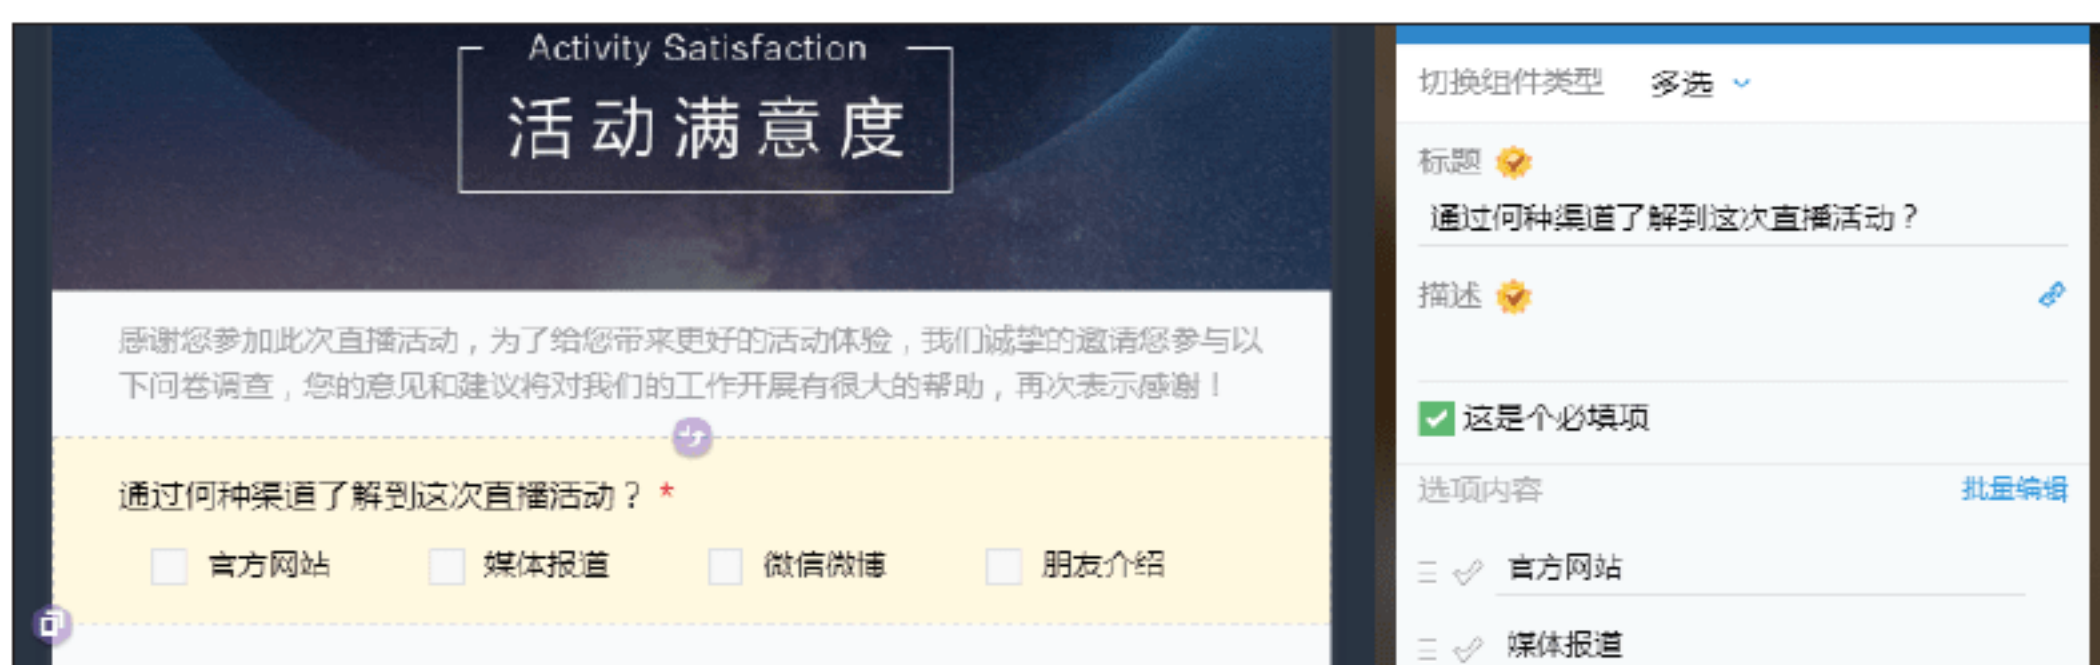 Activity Satisfaction
活动满意度
感谢您参加此次直播活动，为了给您带来更好的活动体验，我们诚挚的邀请您参与以
下问卷调查，您的意见和建议将对我们的工作开展有很大的帮助，再次表示感谢！
通过何种渠道了解到这次直播活动？*
官方网站 媒体报道 微信微博 朋友介绍
切换组件类型 多选
标题
通过何种渠道了解到这次直播活动？
描述
这是个必填项
选项内容 批量编辑
官方网站
媒体报道